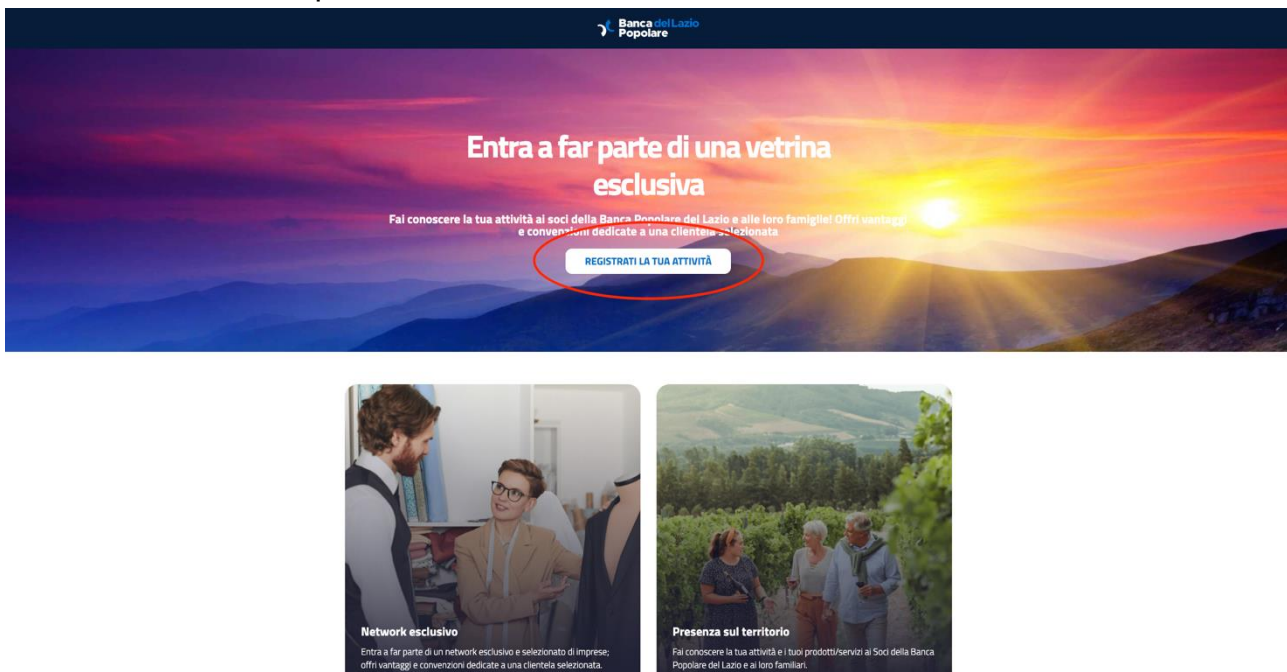 Banca del Lazio
Popolare
Entra a far parte di una vetrina
esclusiva
Fai conoscere la tua attività ai soci della Banca Popolare del Lazio e alle loro famiglie! Offri vantaggi
e convenzioni dedicate a una clientela selezionata
REGISTRATI LA TUA ATTIVITÀ
Network esclusivo
Entra a far parte di un network esclusivo e selezionato di imprese;
offri vantaggi e convenzioni dedicate a una clientela selezionata.
Presenza sul territorio
Fai conoscere la tua attività e i tuoi prodotti/servizi ai Soci della Banca
Popolare del Lazio e ai loro familiari.